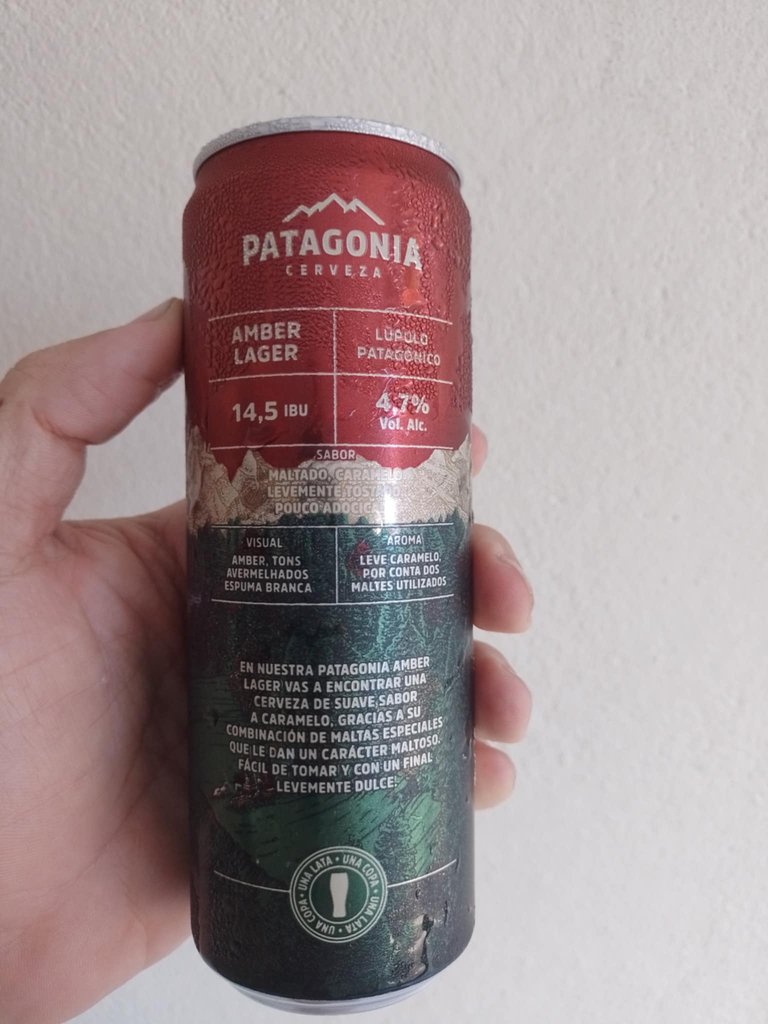 PATAGONIA
CERVEZA
AMBER
LAGER
LUPULO
PATAGÓNICO
14,5 IBU
4,7%
Vol. Alc.
SABOR
MALTADO, CARAMELO,
LEVEMENTE TOSTADO,
POUCO ADOCIC
VISUAL
AMBER, TONS
AVERMELHADOS
ESPUMA BRANCA
AROMA
LEVE CARAMELO,
POR CONTA DOS
MALTES UTILIZADOS
EN NUESTRA PATAGONIA AMBER
LAGER VAS A ENCONTRAR UNA
CERVEZA DE SUAVE SABOR
A CARAMELO, GRACIAS A SU
COMBINACIÓN DE MALTAS ESPECIALES
QUE LE DAN UN CARÁCTER MALTOSO.
FÁCIL DE TOMAR Y CON UN FINAL
LEVEMENTE DULCE.
UNA LATA • UNA COPA • UNA LATA • UNA COPA •